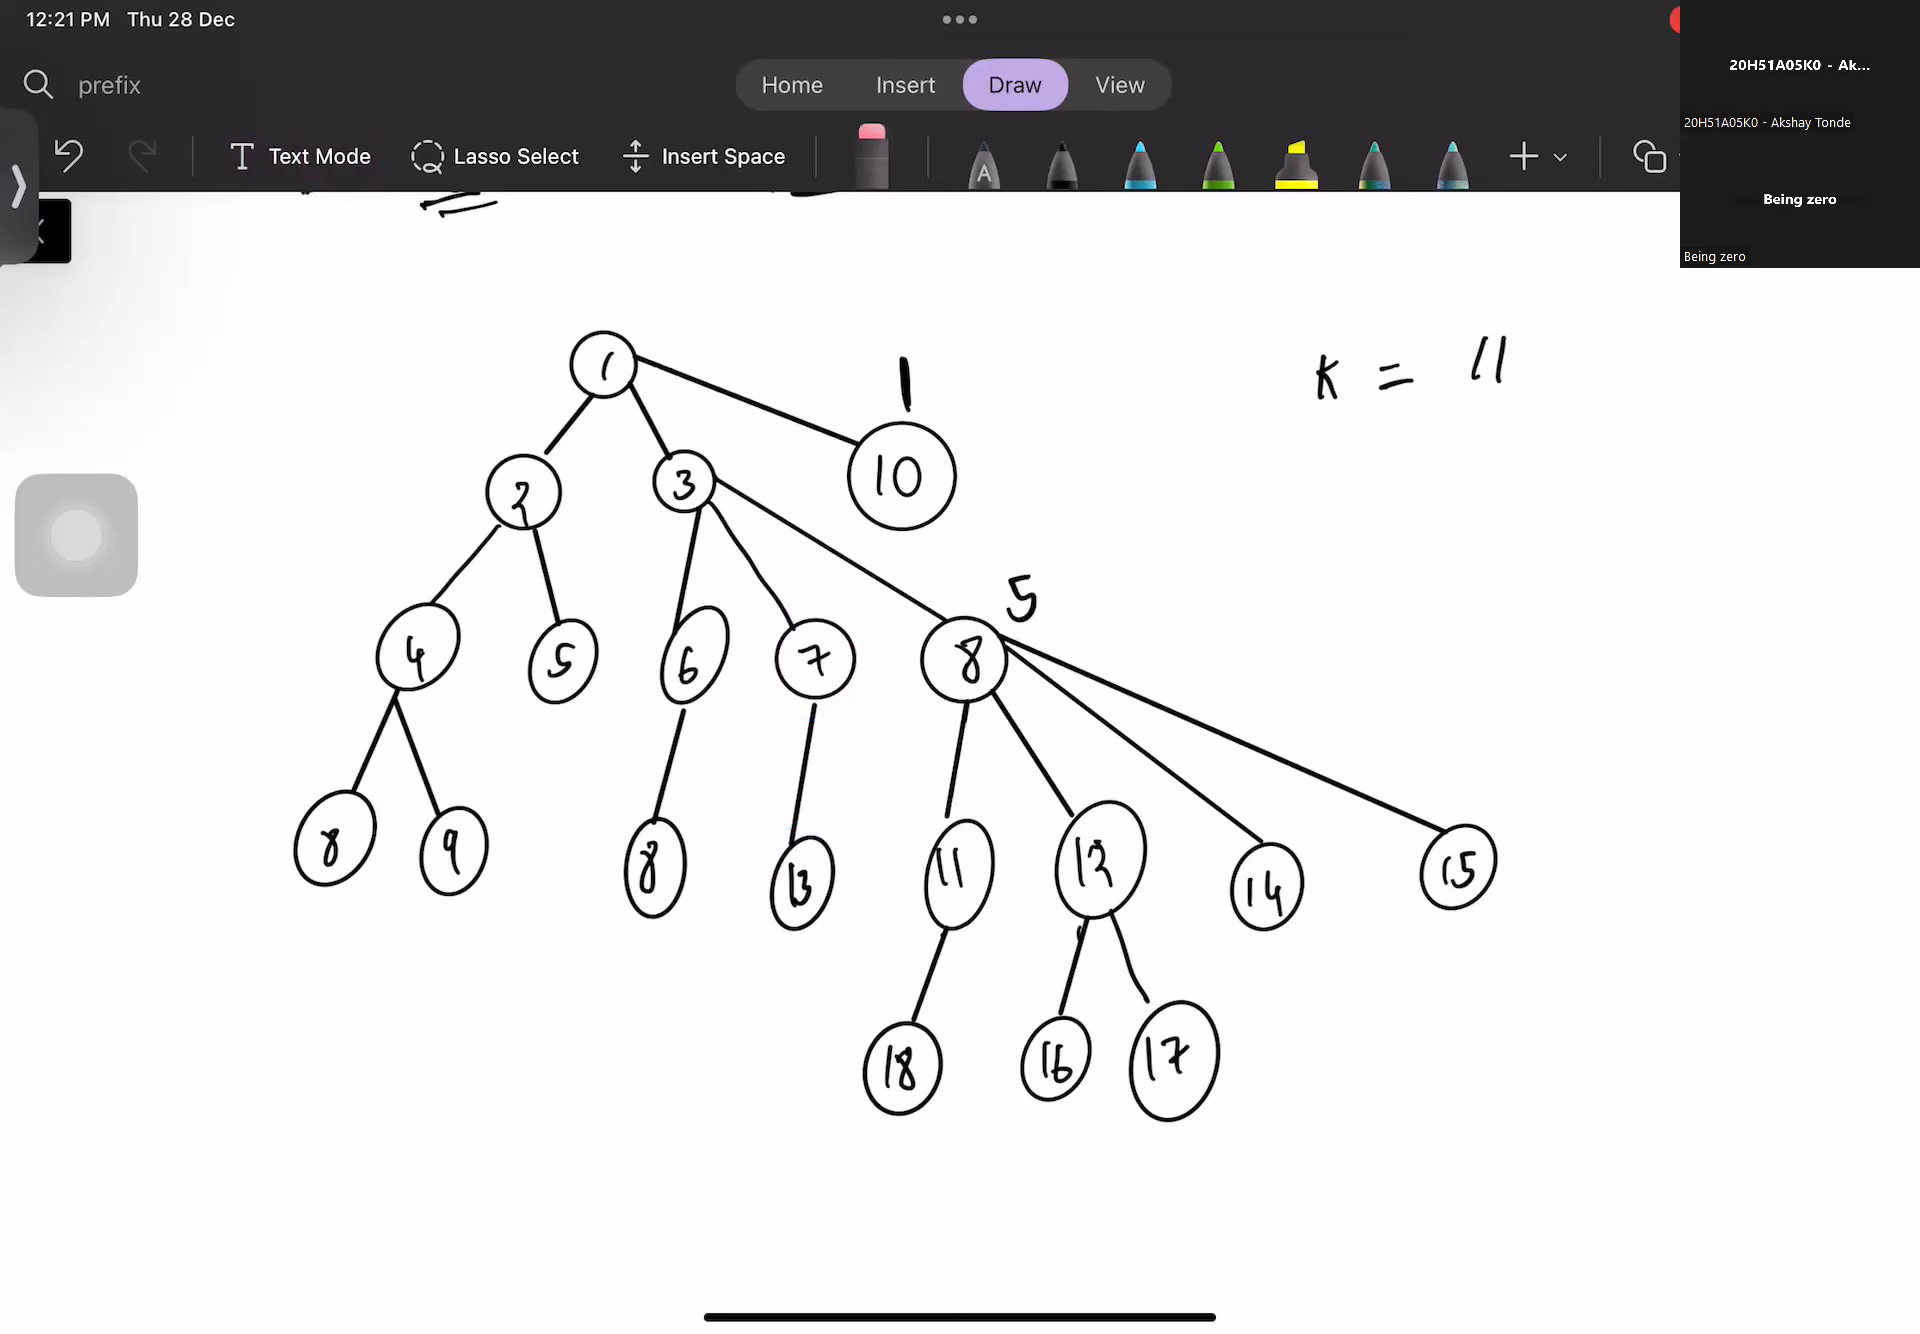 12:21 PM Thu 28 Dec
20H51A05K0 - Ak...
prefix
Home Insert Draw View
20H51A05K0 - Akshay Tonde
Text Mode Lasso Select Insert Space
A
Being zero
Being zero
1
1
K = 11
2 3 10
5
4 5 6 7 8
8 9 8 13 11 12 14 15
18 16 17